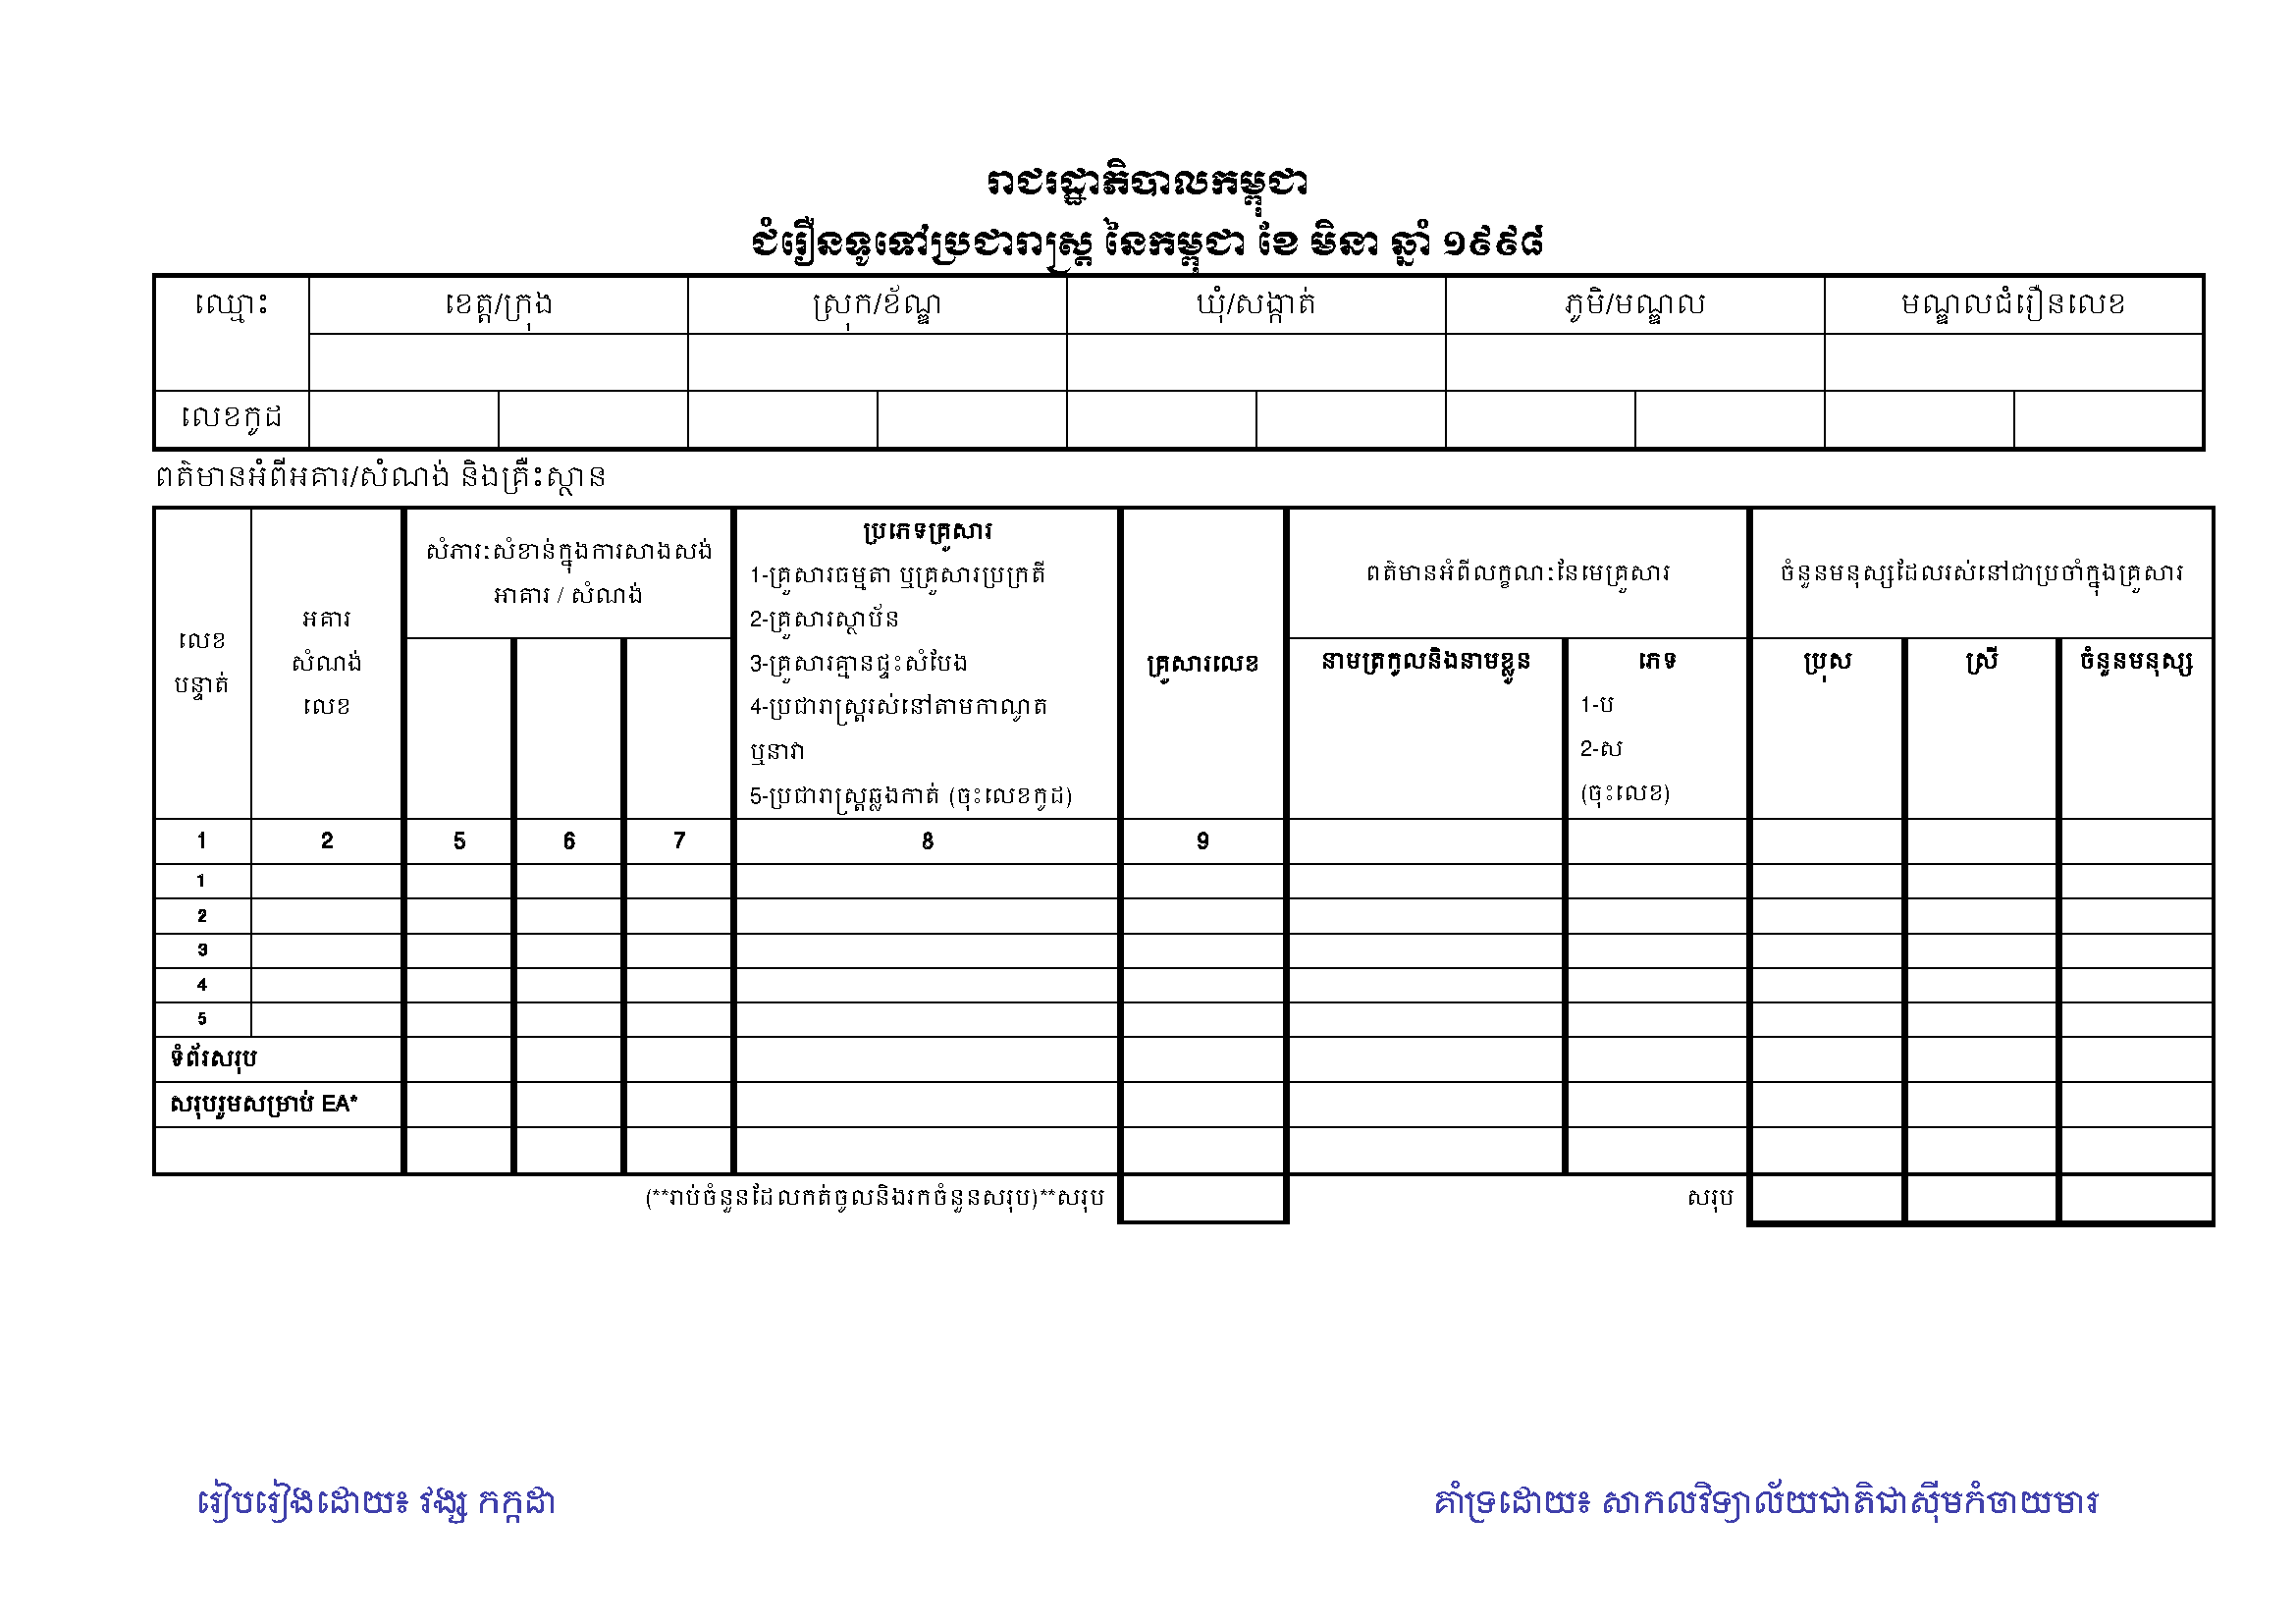 រាជរដ្ឋាភិបាលកម្ពុជា
ជំរឿនទូទៅប្រជារាស្ត្រ នៃកម្ពុជា ខែ មិនា ឆ្នាំ ១៩៩៨
ឈ្មោះ ខេត្ត/ក្រុង ស្រុក/ខ័ណ្ឌ ឃុំ/សង្កាត់ ភូមិ/មណ្ឌល មណ្ឌលជំរឿនលេខ
លេខកូដ
ពត៌មានអំពីអគារ/សំណង់ និងគ្រឹះស្ថាន
លេខ
បន្ទាត់
អគារ
សំណង់
លេខ
សំភារៈសំខាន់ក្នុងការសាងសង់
អាគារ / សំណង់
ប្រភេទគ្រួសារ
1-គ្រួសារធម្មតា ឬគ្រួសារប្រក្រតី
2-គ្រួសារស្ថាប័ន
3-គ្រួសារគ្មានផ្ទះសំបែង
4-ប្រជារាស្ត្ររស់នៅតាមកាណូត
ឬនាវា
5-ប្រជារាស្ត្រឆ្លងកាត់ (ចុះលេខកូដ)
គ្រួសារលេខ
ពត៌មានអំពីលក្ខណៈនៃមេគ្រួសារ
នាមត្រកូលនិងនាមខ្លួន
ភេទ
1-ប
2-ស
(ចុះលេខ)
ចំនួនមនុស្សដែលរស់នៅជាប្រចាំក្នុងគ្រួសារ
ប្រុស ស្រី ចំនួនមនុស្ស
1 2 5 6 7 8 9
1
2
3
4
5
ទំព័រសរុប
សរុបរួមសម្រាប់ EA*
(**រាប់ចំនួនដែលកត់ចូលនិងរកចំនួនសរុប)**សរុប សរុប
រៀបរៀងដោយ៖ វង្ស កក្កដា គាំទ្រដោយ៖ សាកលវិទ្យាល័យជាតិជាស៊ីមកំចាយមារ